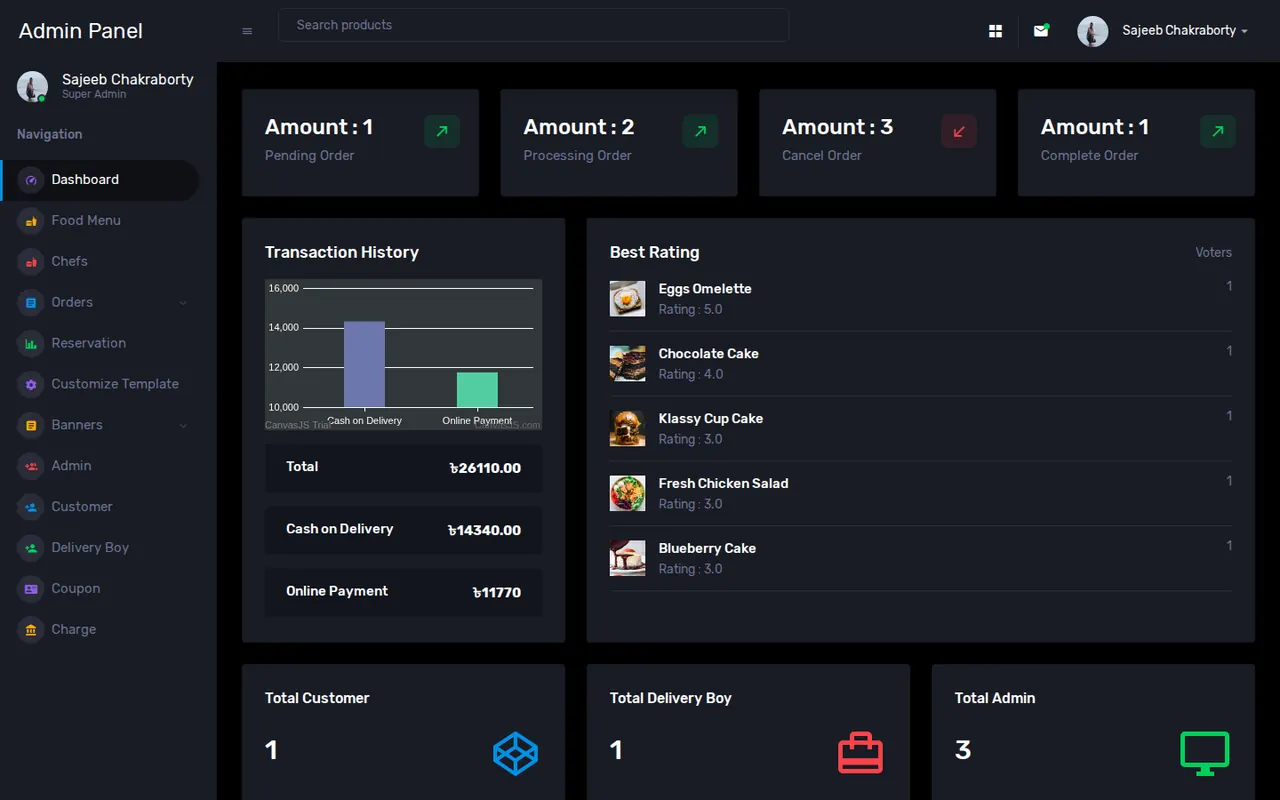 Admin Panel
Search products
Sajeeb Chakraborty
Sajeeb Chakraborty
Super Admin
Navigation
Dashboard
Food Menu
Chefs
Orders
Reservation
Customize Template
Banners
Admin
Customer
Delivery Boy
Coupon
Charge
Amount : 1
Pending Order
Amount : 2
Processing Order
Amount : 3
Cancel Order
Amount : 1
Complete Order
Transaction History
16,000
14,000
12,000
10,000
Cash on Delivery
Online Payment
CanvasJS Trial
CanvasJS.com
Total ৳26110.00
Cash on Delivery ৳14340.00
Online Payment ৳11770
Best Rating
Voters
Eggs Omelette
1
Rating : 5.0
Chocolate Cake
1
Rating : 4.0
Klassy Cup Cake
1
Rating : 3.0
Fresh Chicken Salad
1
Rating : 3.0
Blueberry Cake
1
Rating : 3.0
Total Customer
1
Total Delivery Boy
1
Total Admin
3